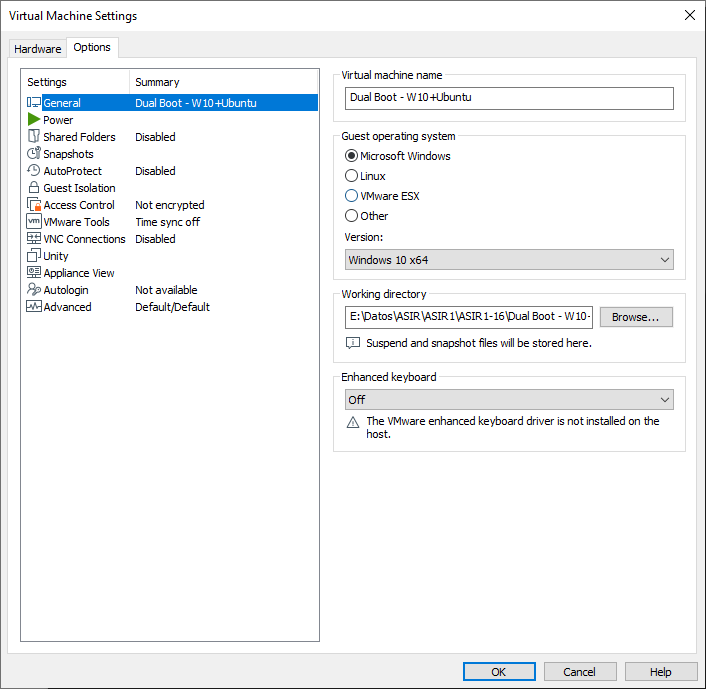 Virtual Machine Settings
Hardware Options
Settings Summary
General Dual Boot - W10+Ubuntu
Power
Shared Folders Disabled
Snapshots
AutoProtect Disabled
Guest Isolation
Access Control Not encrypted
vm VMware Tools Time sync off
VNC Connections Disabled
Unity
Appliance View
Autologin Not available
Advanced Default/Default
Virtual machine name
Dual Boot - W10+Ubuntu
Guest operating system
Microsoft Windows
Linux
VMware ESX
Other
Version:
Windows 10 x64
Working directory
E:\Datos\ASIR\ASIR1\ASIR1-16\Dual Boot - W10- Browse...
Suspend and snapshot files will be stored here.
Enhanced keyboard
Off
The VMware enhanced keyboard driver is not installed on the
host.
OK Cancel Help